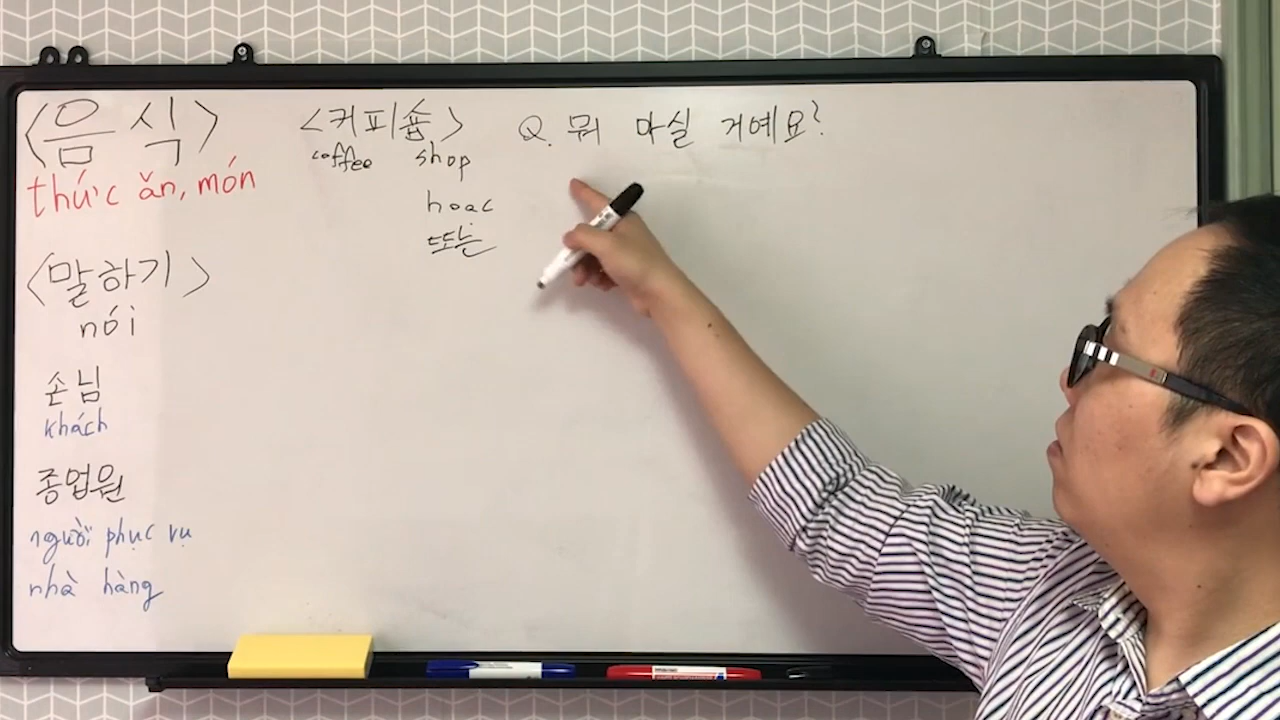 <음식>
thức ăn, món
<말하기>
nói
손님
khách
종업원
người phục vụ
nhà hàng
<커피숍>
coffee shop
hoac
또는
Q. 뭐 마실 거예요?